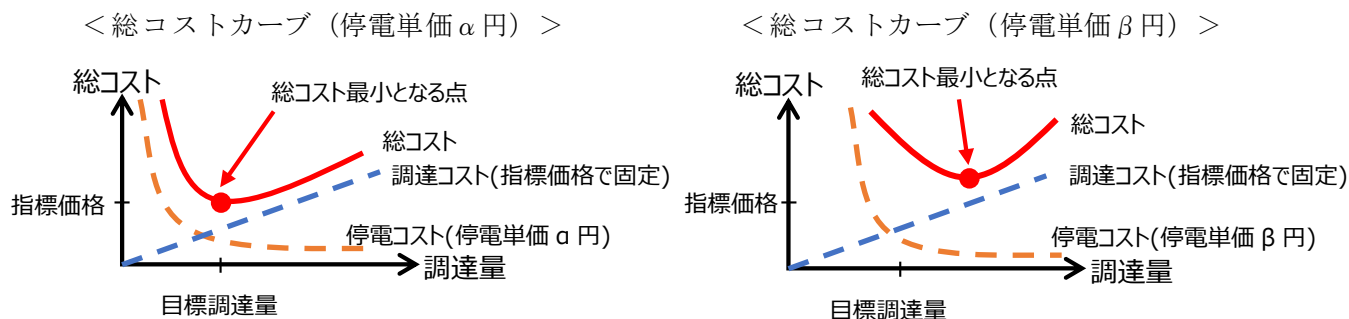 <総コストカーブ(停電単価α円)>
総コスト
総コスト最小となる点
総コスト
調達コスト(指標価格で固定)
指標価格
停電コスト(停電単価 α 円)
調達量
目標調達量
<総コストカーブ(停電単価β円)>
総コスト
総コスト最小となる点
総コスト
調達コスト(指標価格で固定)
指標価格
停電コスト(停電単価 β 円)
調達量
目標調達量